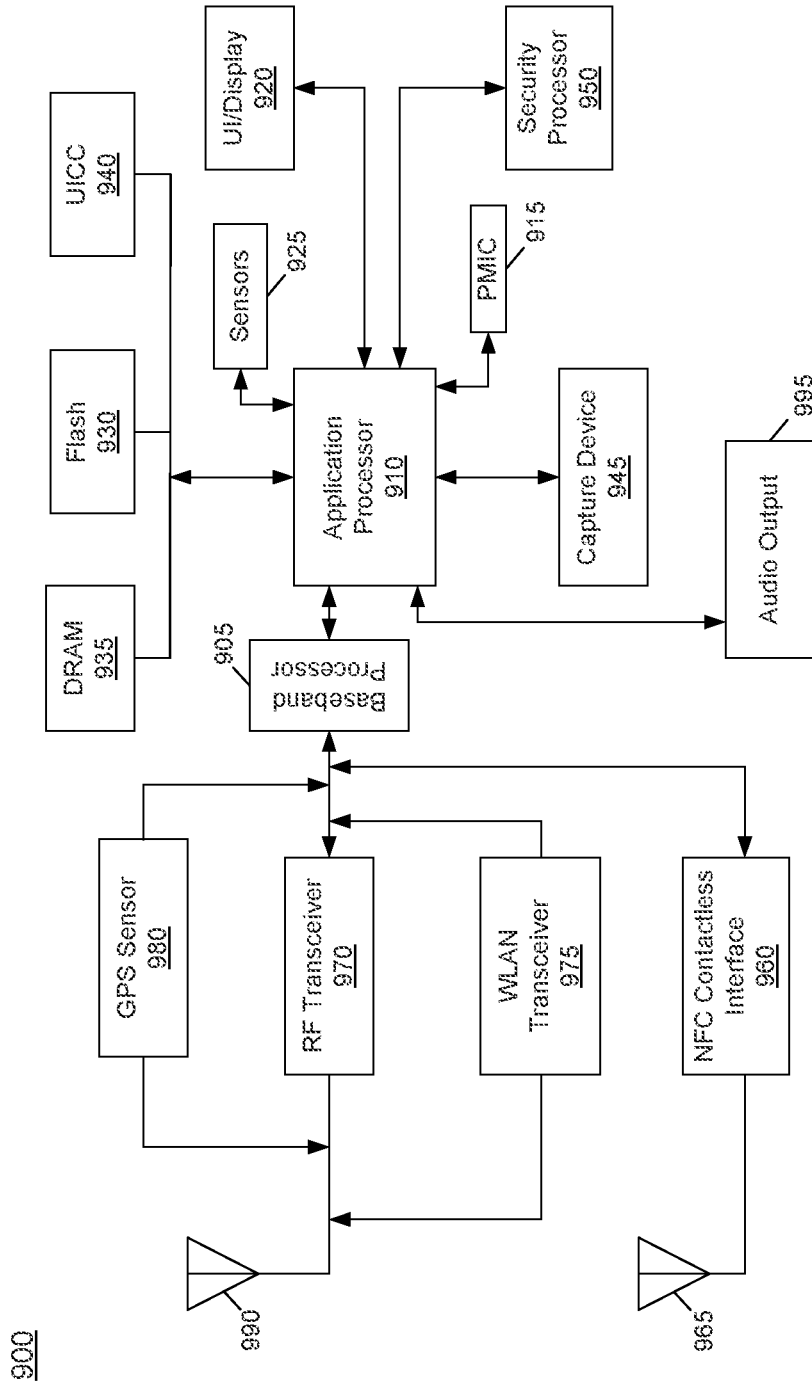 900
990
965
GPS Sensor
980
RF Transceiver
970
WLAN
Transceiver
975
NFC Contactless
Interface
960
905
Baseband
Processor
DRAM
935
Flash
930
UICC
940
Sensors
925
Application
Processor
910
UI/Display
920
Security
Processor
950
PMIC
915
Capture Device
945
Audio Output
995